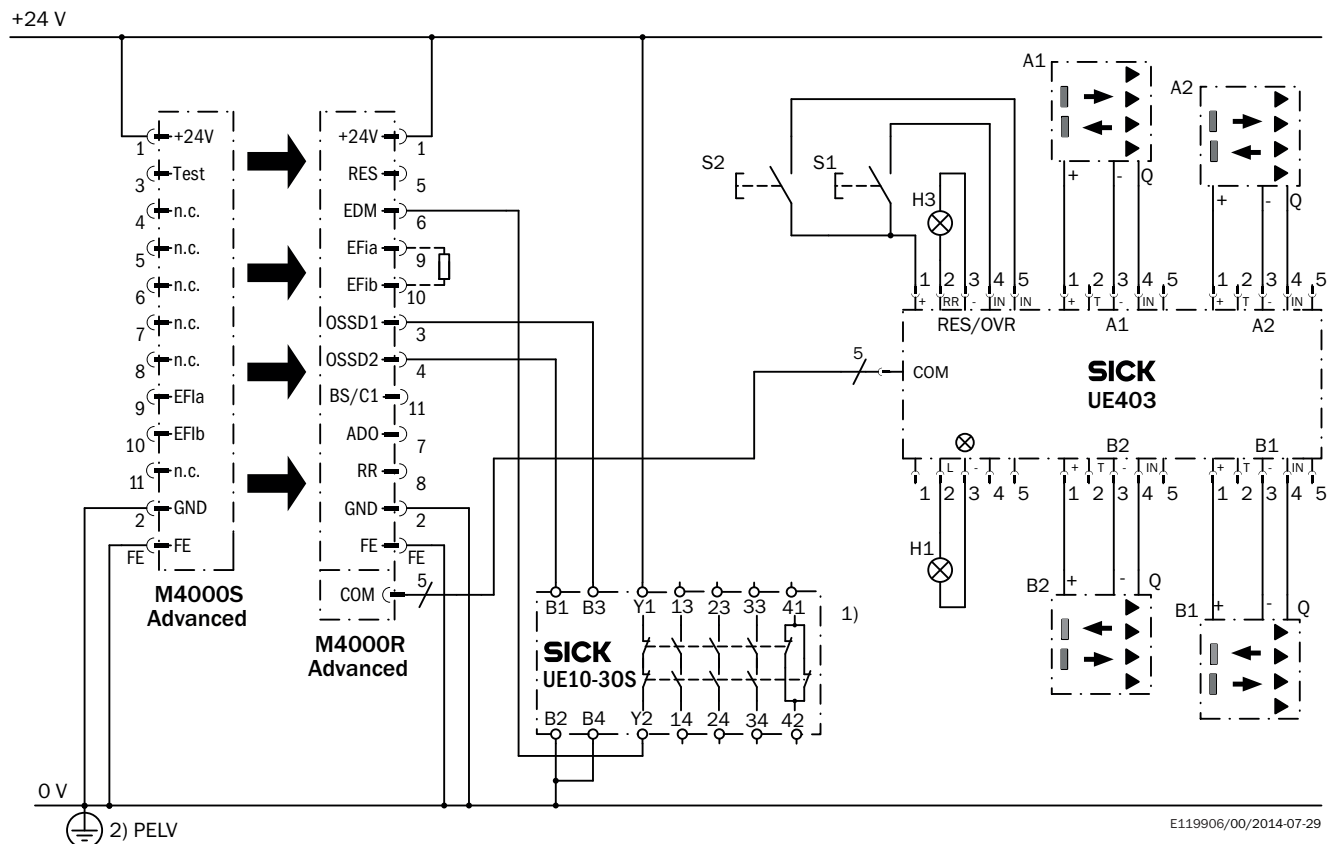 +24 V
+24V
1
Test
3
n.c.
4
n.c.
5
n.c.
6
n.c.
7
n.c.
8
EFIa
9
EFIb
10
n.c.
11
GND
2
FE
FE
M4000S
Advanced
+24V
1
RES
5
EDM
6
EFia
9
EFib
10
OSSD1
3
OSSD2
4
BS/C1
11
ADO
7
RR
8
GND
2
FE
FE
COM
5
M4000R
Advanced
B1 B3 Y1 13 23 33 41
1)
SICK
UE10-30S
B2 B4 Y2 14 24 34 42
S2
S1
H3
A1
+ - Q
A2
+ - Q
1 2 3 4 5
+ RR - IN IN
RES/OVR
1 2 3 4 5
+ T - IN
A1
1 2 3 4 5
+ T - IN
A2
5
COM
SICK
UE403
B2
B1
L -
1 2 3 4 5
+ T - IN
1 2 3 4 5
+ T - IN
1 2 3 4 5
H1
B2
+ - Q
B1
+ - Q
0 V
2) PELV
E119906/00/2014-07-29